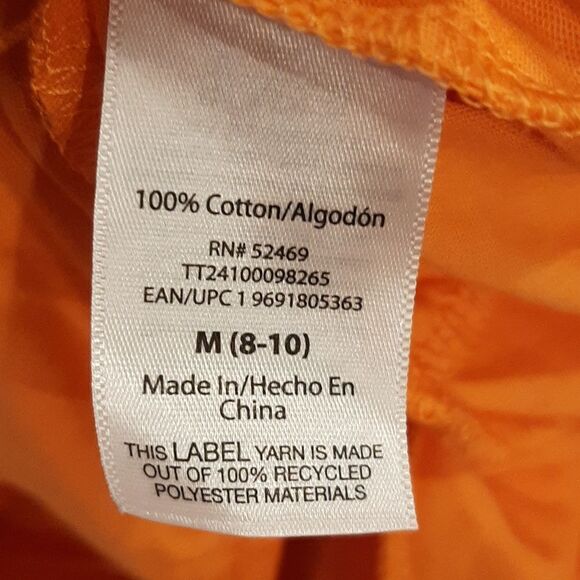 100% Cotton/Algodón
RN# 52469
TT24100098265
EAN/UPC 1 9691805363
M (8-10)
Made In/Hecho En
China
THIS LABEL YARN IS MADE
OUT OF 100% RECYCLED
POLYESTER MATERIALS